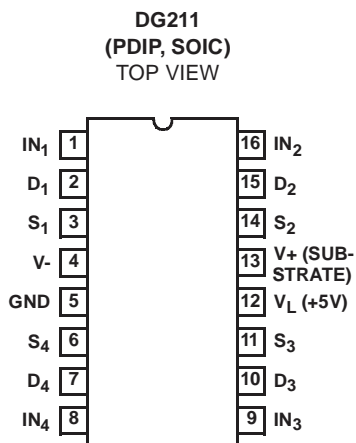 DG211
(PDIP, SOIC)
TOP VIEW
IN1 1 16 IN2
D1 2 15 D2
S1 3 14 S2
V- 4 13 V+ (SUB-
STRATE)
GND 5 12 VL (+5V)
S4 6 11 S3
D4 7 10 D3
IN4 8 9 IN3